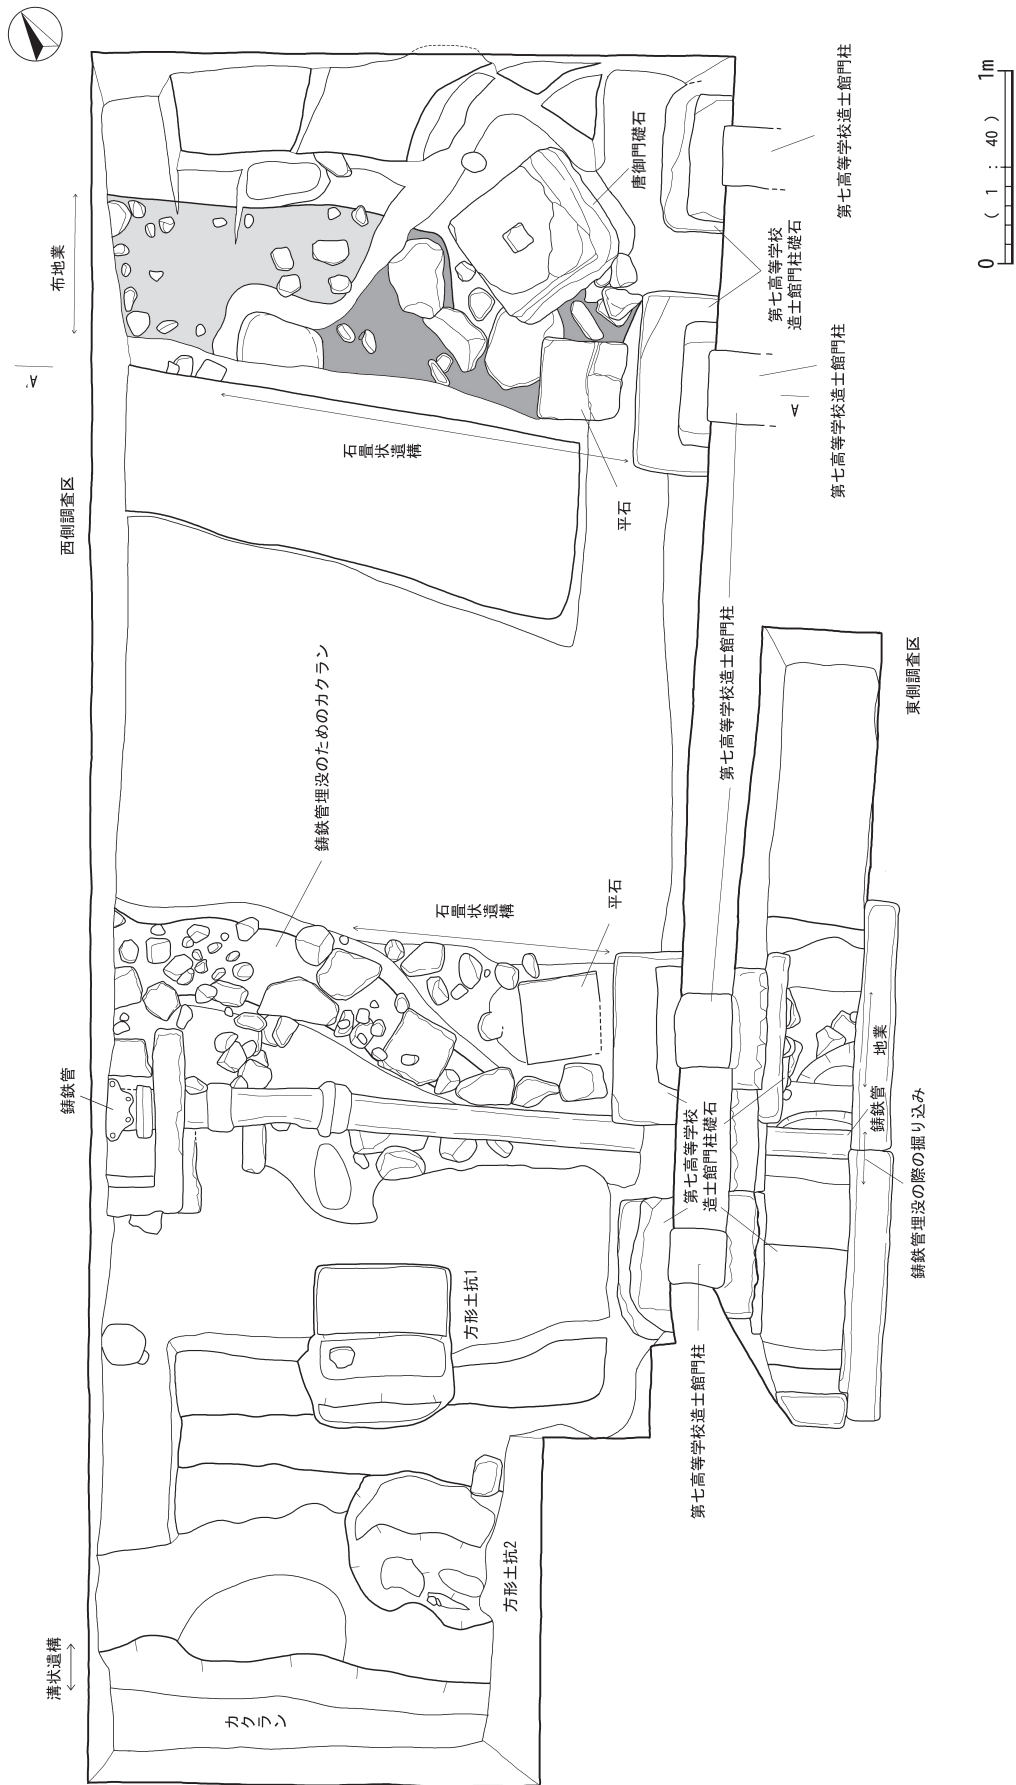 第七高等学校造士館門柱
1m
( 1 : 40 )
0
唐御門礎石
第七高等学校
造士館門柱礎石
布地業
第七高等学校造士館門柱
A'
A
石畳状遺構
平石
西側調査区
第七高等学校造士館門柱
東側調査区
鋳鉄管埋没のためのカクラン
石畳状遺構
平石
地業
鋳鉄管
鋳鉄管
第七高等学校
造士館門柱礎石
鋳鉄管埋没の際の掘り込み
方形土抗1
第七高等学校造士館門柱
方形土抗2
溝状遺構
カクラン